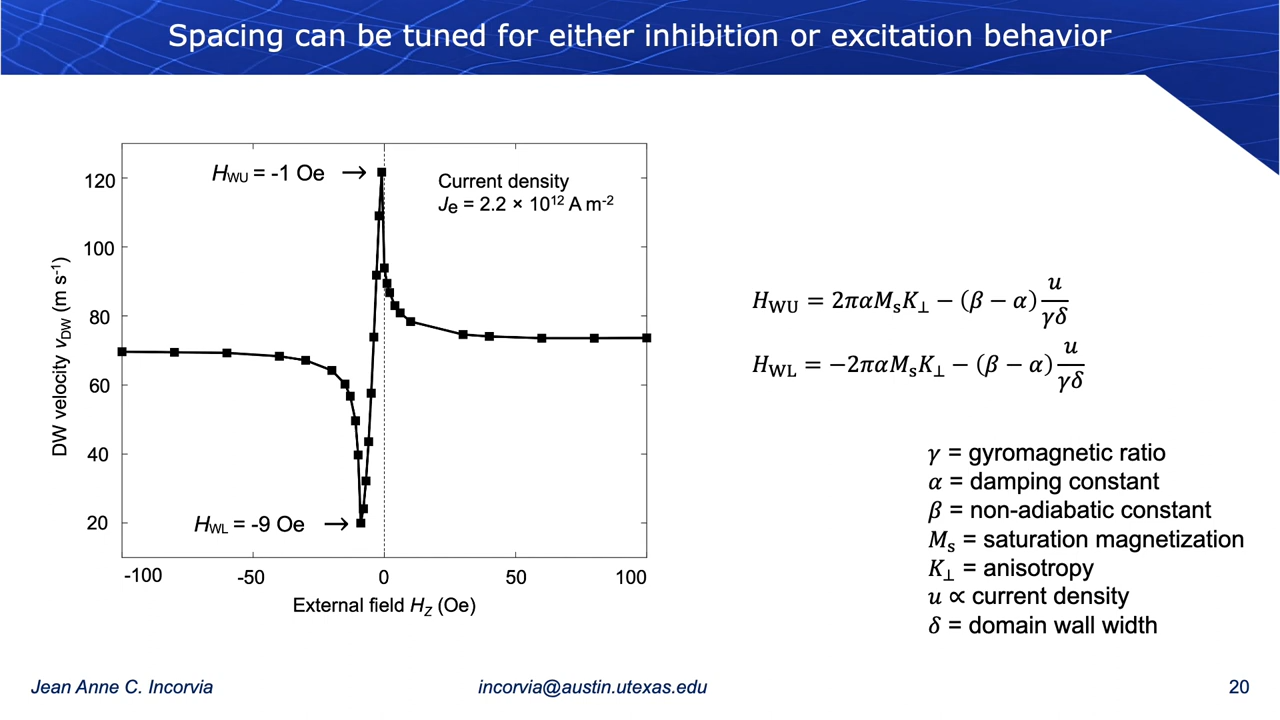 Spacing can be tuned for either inhibition or excitation behavior
H_WU = -1 Oe →
Current density
J_e = 2.2 × 10¹² A m⁻²
H_WL = -9 Oe →
120
100
80
60
40
20
DW velocity v_DW (m s⁻¹)
-100 -50 0 50 100
External field H_Z (Oe)
H_WU = 2παM_sK_⊥ − (β − α) u/γδ
H_WL = −2παM_sK_⊥ − (β − α) u/γδ
γ = gyromagnetic ratio
α = damping constant
β = non-adiabatic constant
M_s = saturation magnetization
K_⊥ = anisotropy
u ∝ current density
δ = domain wall width
Jean Anne C. Incorvia incorvia@austin.utexas.edu 20